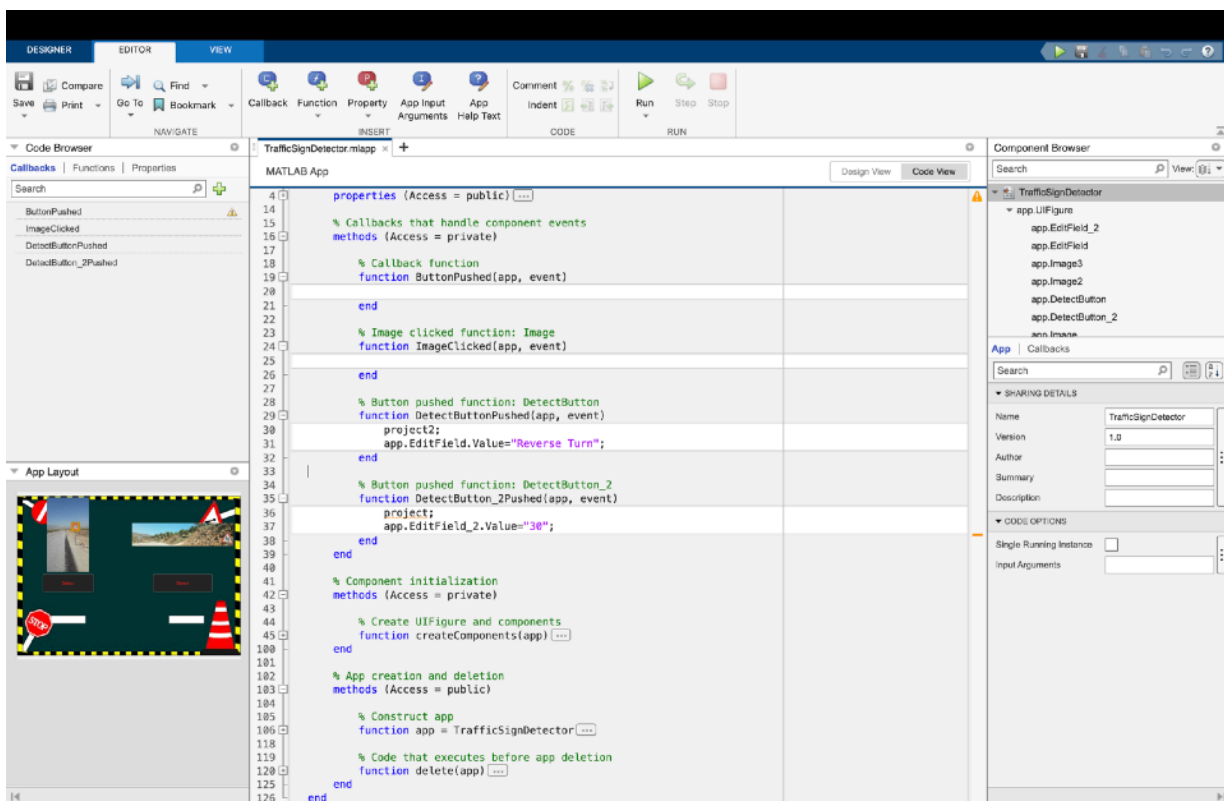 DESIGNER EDITOR VIEW
Save Compare Print
Go To Find Bookmark
NAVIGATE
Callback Function Property App Input Arguments App Help Text
INSERT
Comment
Indent
CODE
Run Step Stop
RUN
Code Browser
Callbacks | Functions | Properties
Search
ButtonPushed
ImageClicked
DetectButtonPushed
DetectButton_2Pushed
App Layout
STOP
TrafficSignDetector.mlapp × +
MATLAB App
Design View Code View
4 properties (Access = public) ...
14
15 % Callbacks that handle component events
16 methods (Access = private)
17
18 % Callback function
19 function ButtonPushed(app, event)
20
21 end
22
23 % Image clicked function: Image
24 function ImageClicked(app, event)
25
26 end
27
28 % Button pushed function: DetectButton
29 function DetectButtonPushed(app, event)
30 project2;
31 app.EditField.Value="Reverse Turn";
32 end
33
34 % Button pushed function: DetectButton_2
35 function DetectButton_2Pushed(app, event)
36 project;
37 app.EditField_2.Value="30";
38 end
39 end
40
41 % Component initialization
42 methods (Access = private)
43
44 % Create UIFigure and components
45 function createComponents(app) ...
100 end
101
102 % App creation and deletion
103 methods (Access = public)
104
105 % Construct app
106 function app = TrafficSignDetector ...
118
119 % Code that executes before app deletion
120 function delete(app) ...
125 end
126 end
Component Browser
Search View:
TrafficSignDetector
app.UIFigure
app.EditField_2
app.EditField
app.Image3
app.Image2
app.DetectButton
app.DetectButton_2
app.Image
App | Callbacks
Search
SHARING DETAILS
Name TrafficSignDetector
Version 1.0
Author
Summary
Description
CODE OPTIONS
Single Running Instance
Input Arguments